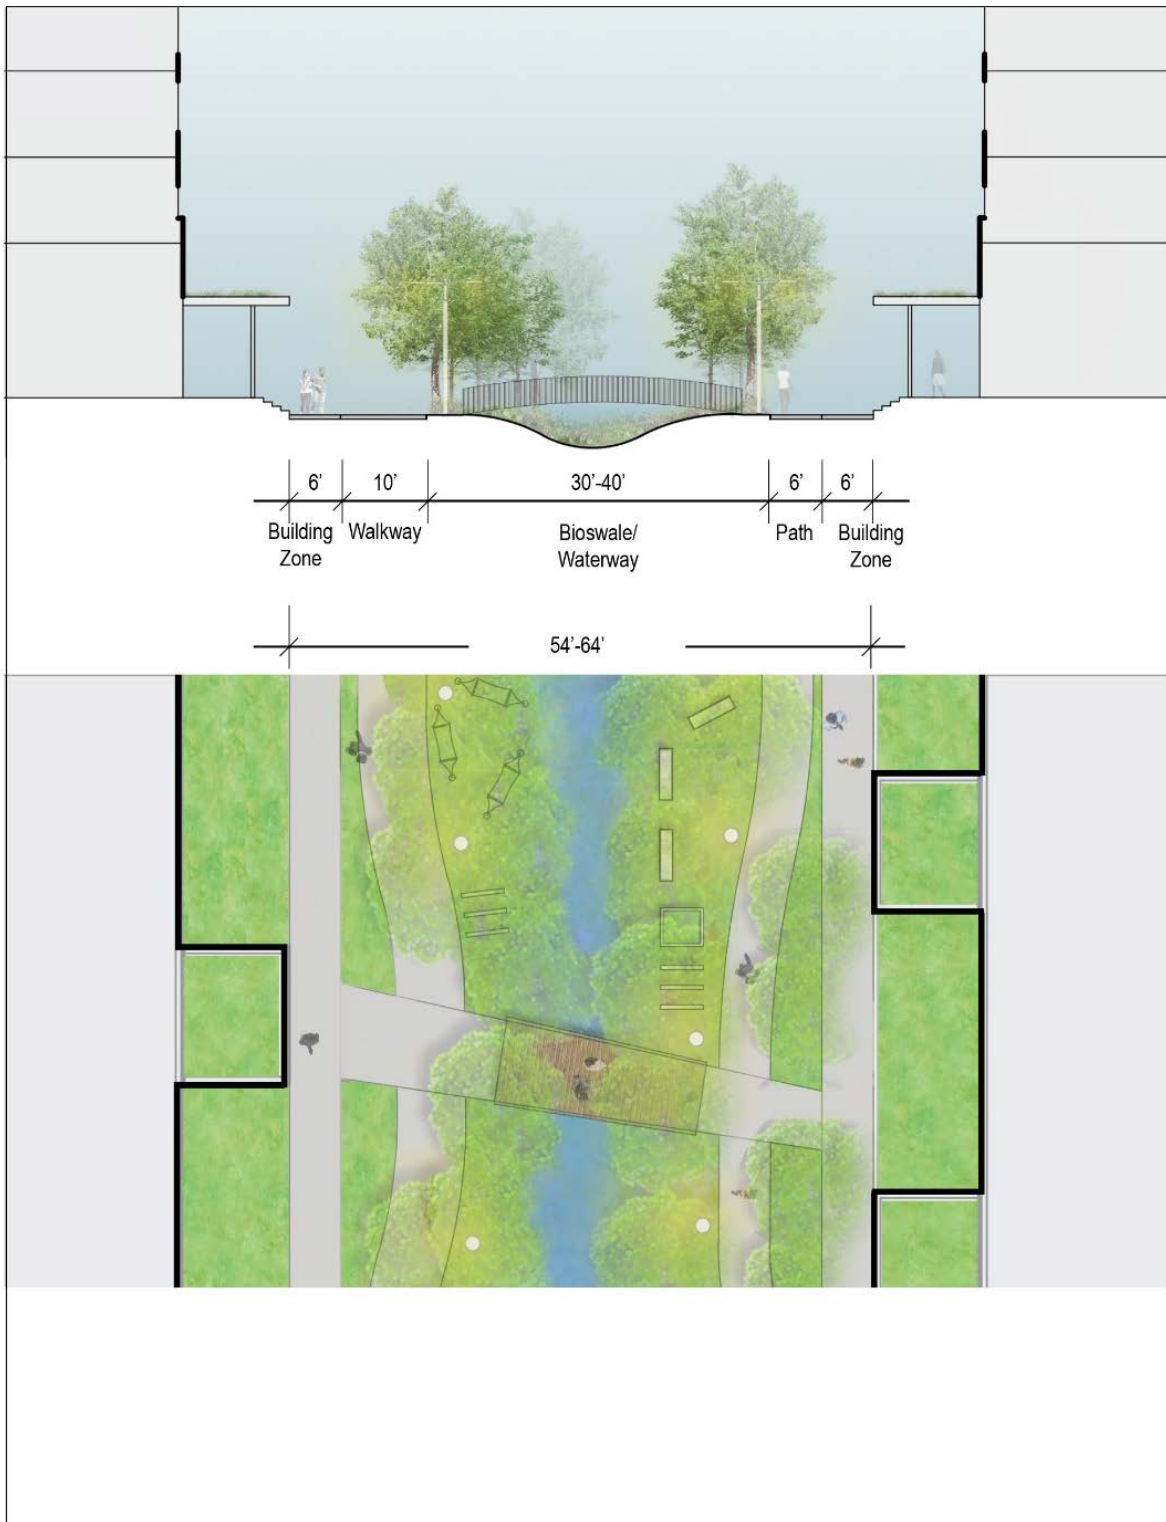 6’ 10’ 30’-40’ 6’ 6’
Building Zone
Walkway
Bioswale/
Waterway
Path
Building Zone
54’-64’